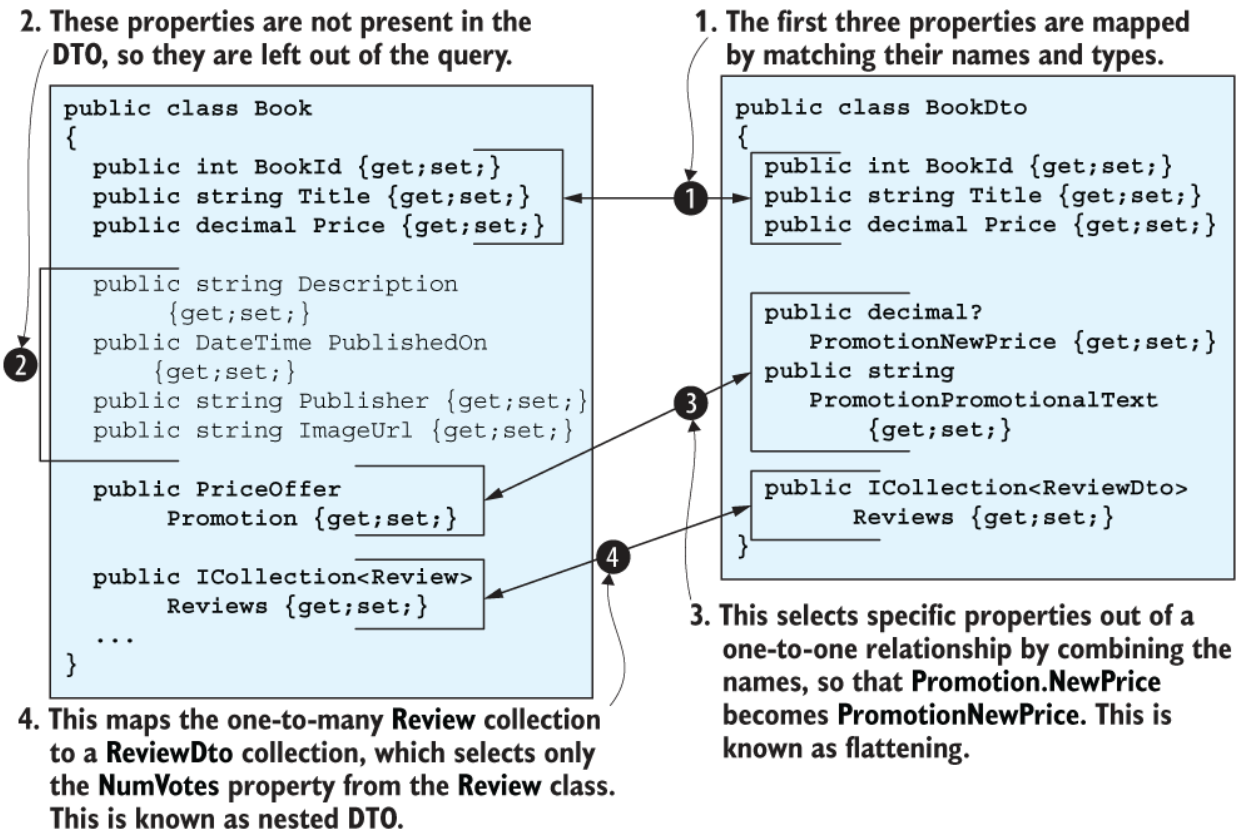 2. These properties are not present in the
DTO, so they are left out of the query.
public class Book
{
public int BookId {get;set;}
public string Title {get;set;}
public decimal Price {get;set;}
public string Description
{get;set;}
public DateTime PublishedOn
{get;set;}
public string Publisher {get;set;}
public string ImageUrl {get;set;}
public PriceOffer
Promotion {get;set;}
public ICollection<Review>
Reviews {get;set;}
...
}
2
4. This maps the one-to-many Review collection
to a ReviewDto collection, which selects only
the NumVotes property from the Review class.
This is known as nested DTO.
1
3
4
1. The first three properties are mapped
by matching their names and types.
public class BookDto
{
public int BookId {get;set;}
public string Title {get;set;}
public decimal Price {get;set;}
public decimal?
PromotionNewPrice {get;set;}
public string
PromotionPromotionalText
{get;set;}
public ICollection<ReviewDto>
Reviews {get;set;}
}
3. This selects specific properties out of a
one-to-one relationship by combining the
names, so that Promotion.NewPrice
becomes PromotionNewPrice. This is
known as flattening.